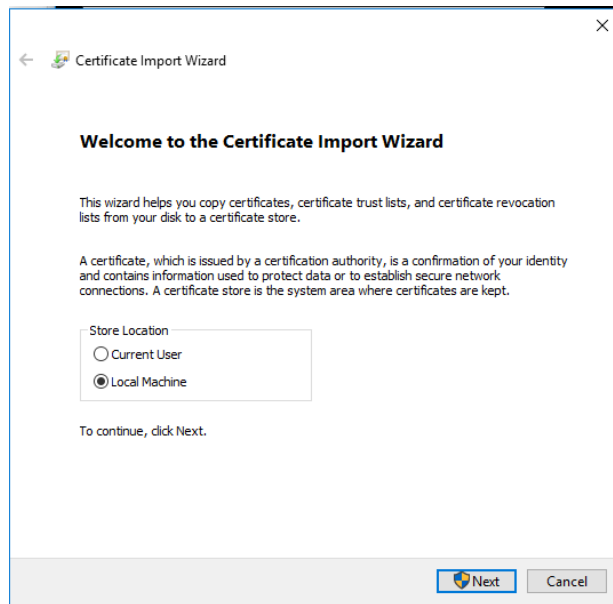 Certificate Import Wizard
Welcome to the Certificate Import Wizard
This wizard helps you copy certificates, certificate trust lists, and certificate revocation
lists from your disk to a certificate store.
A certificate, which is issued by a certification authority, is a confirmation of your identity
and contains information used to protect data or to establish secure network
connections. A certificate store is the system area where certificates are kept.
Store Location
Current User
Local Machine
To continue, click Next.
Next
Cancel